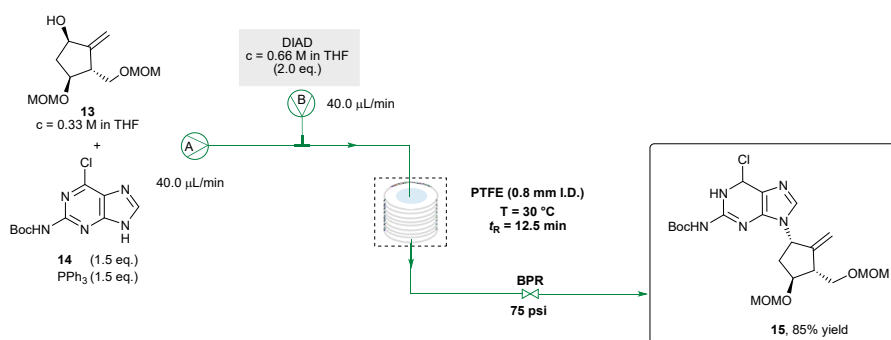 HO
OMOM
MOMO
13
c = 0.33 M in THF
+
Cl
N
N
N
N
H
BocHN
14 (1.5 eq.)
PPh3 (1.5 eq.)
DIAD
c = 0.66 M in THF
(2.0 eq.)
B
40.0 μL/min
A
40.0 μL/min
PTFE (0.8 mm I.D.)
T = 30 °C
tR = 12.5 min
BPR
75 psi
Cl
HN
N
BocHN
N
N
OMOM
MOMO
15, 85% yield